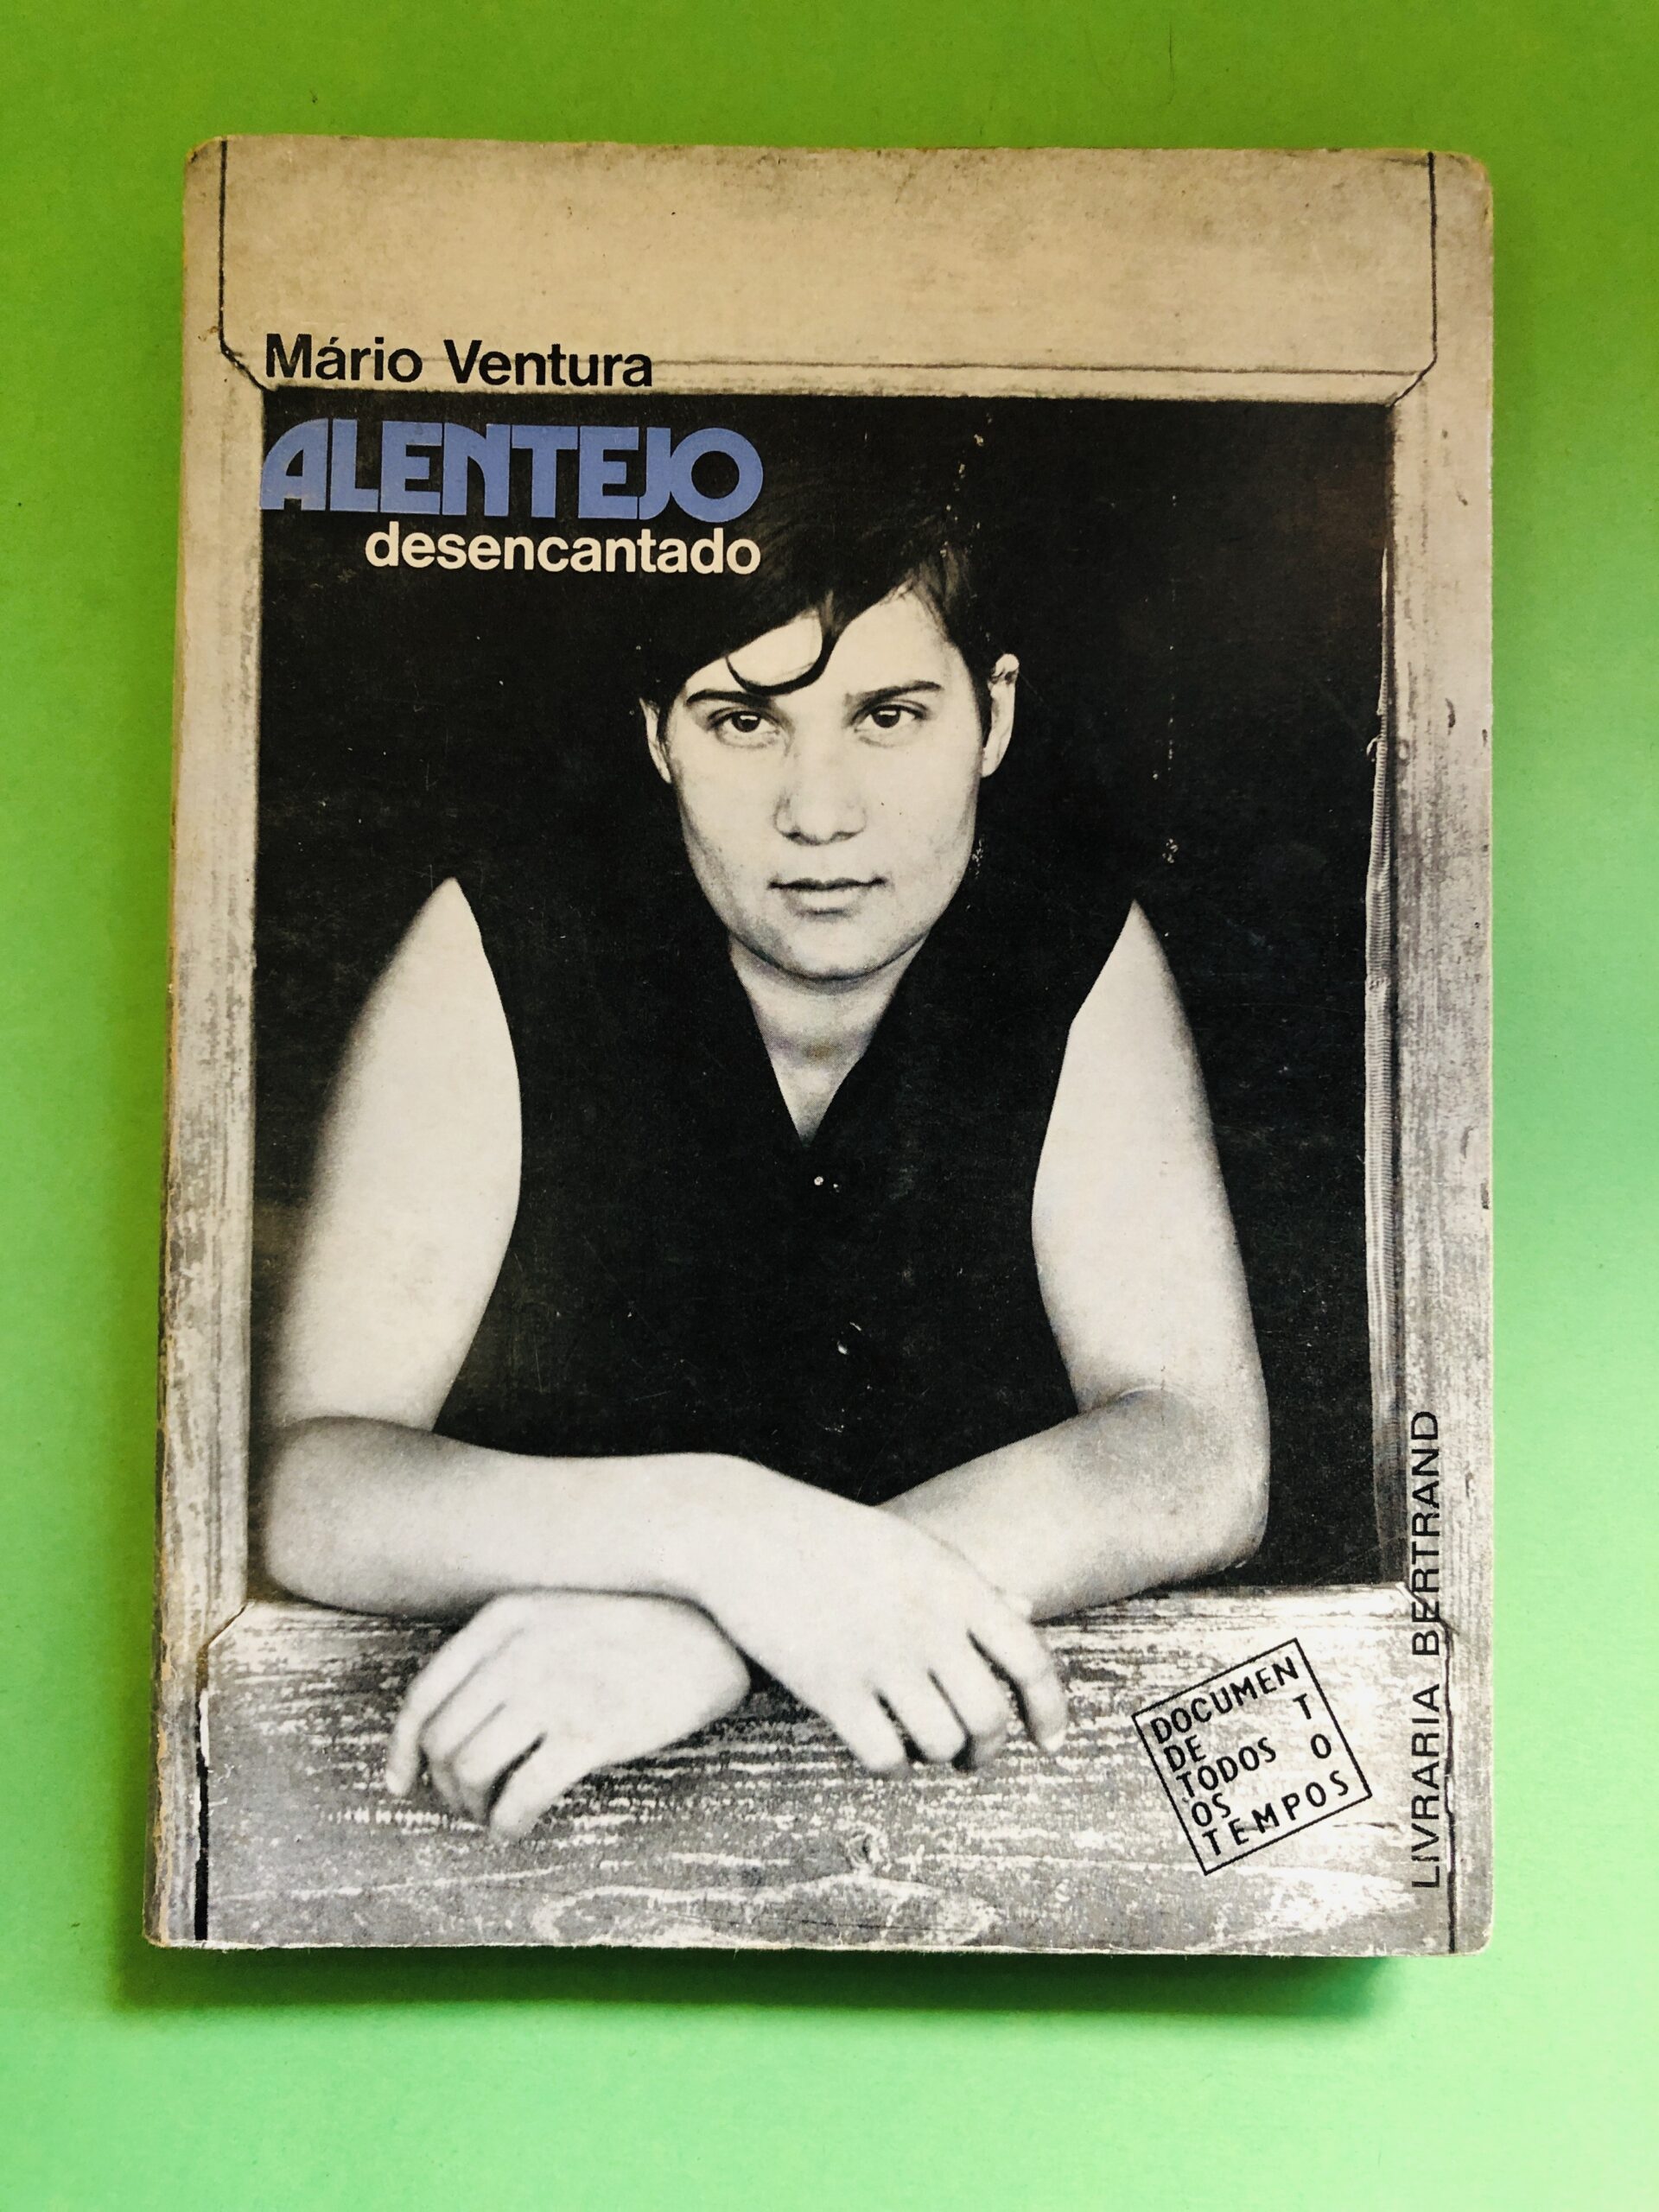 Mário Ventura
ALENTEJO
desencantado
DOCUMEN
T
DE
O
TODOS
OS
TEMPOS
LIVRARIA BERTRAND